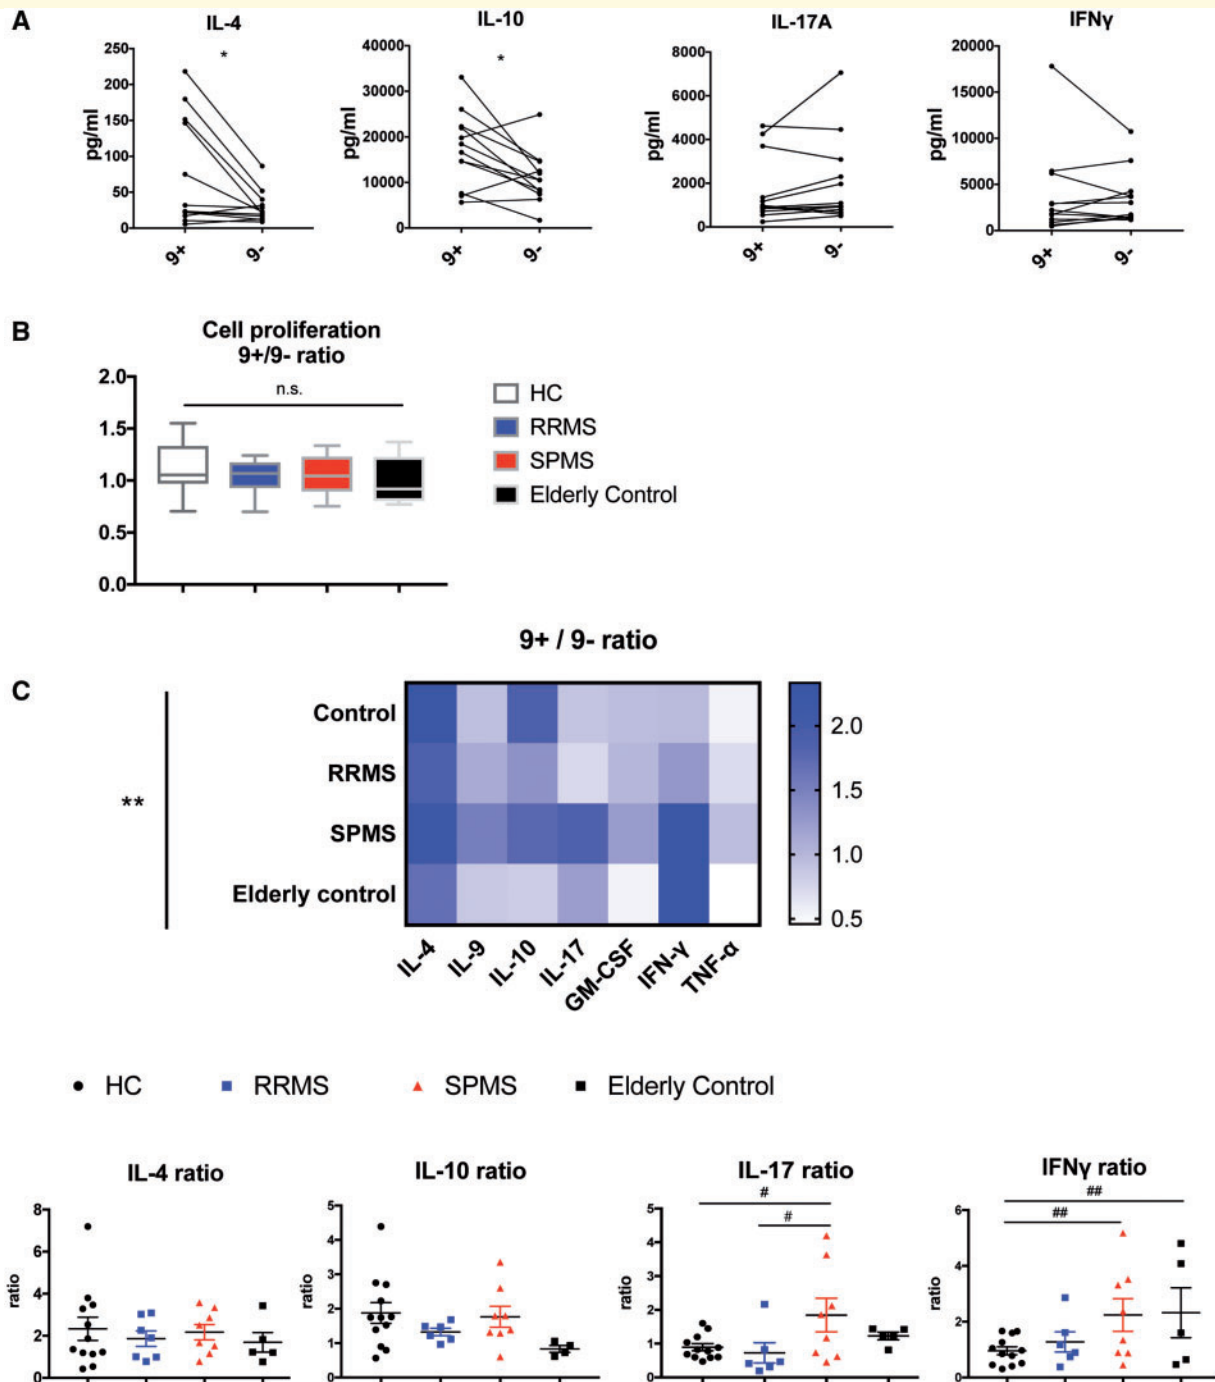 A
IL-4
IL-10
IL-17A
IFNγ
pg/ml
250
200
150
100
50
0
9+
9-
*
pg/ml
40000
30000
20000
10000
0
9+
9-
*
pg/ml
8000
6000
4000
2000
0
9+
9-
pg/ml
20000
15000
10000
5000
0
9+
9-
B
Cell proliferation
9+/9- ratio
2.0
1.5
1.0
0.5
0.0
n.s.
HC
RRMS
SPMS
Elderly Control
9+ / 9- ratio
C
**
Control
RRMS
SPMS
Elderly control
IL-4
IL-9
IL-10
IL-17
GM-CSF
IFN-γ
TNF-α
2.0
1.5
1.0
0.5
HC
RRMS
SPMS
Elderly Control
IL-4 ratio
ratio
8
6
4
2
0
IL-10 ratio
ratio
5
4
3
2
1
0
IL-17 ratio
ratio
5
4
3
2
1
0
#
#
IFNγ ratio
ratio
6
4
2
0
##
##